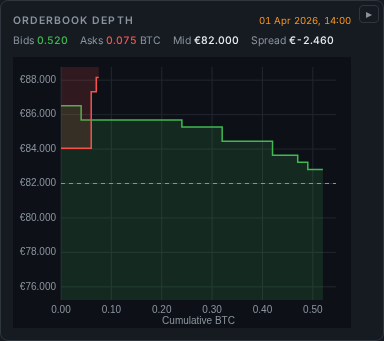 ORDERBOOK DEPTH 01 Apr 2026, 14:00
Bids 0.520 Asks 0.075 BTC Mid €82.000 Spread €-2.460
€88.000
€86.000
€84.000
€82.000
€80.000
€78.000
€76.000
0.00 0.10 0.20 0.30 0.40 0.50
Cumulative BTC